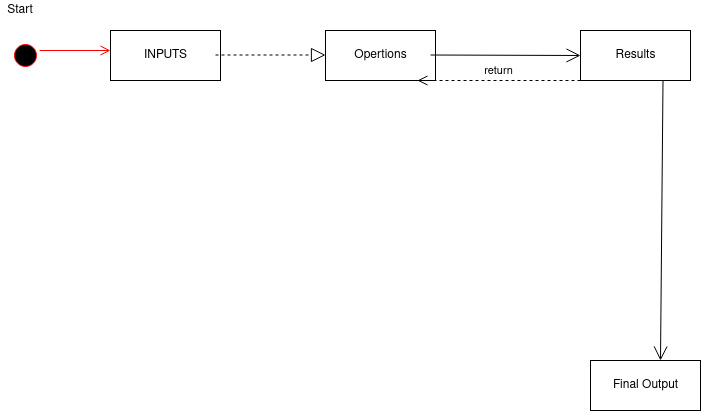 Start
INPUTS
Opertions
Results
return
Final Output